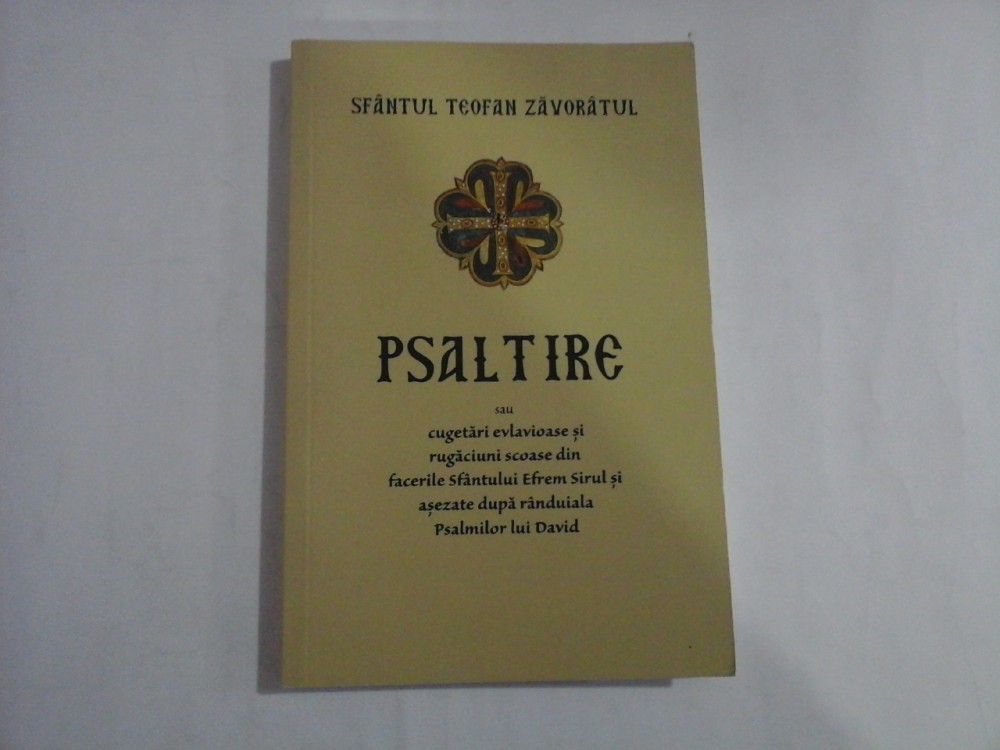 SFÂNTUL TEOFAN ZĂVORÂTUL
PSALTIRE
sau
cugetări evlavioase și
rugăciuni scoase din
facerile Sfântului Efrem Sirul și
așezate după rânduiala
Psalmilor lui David